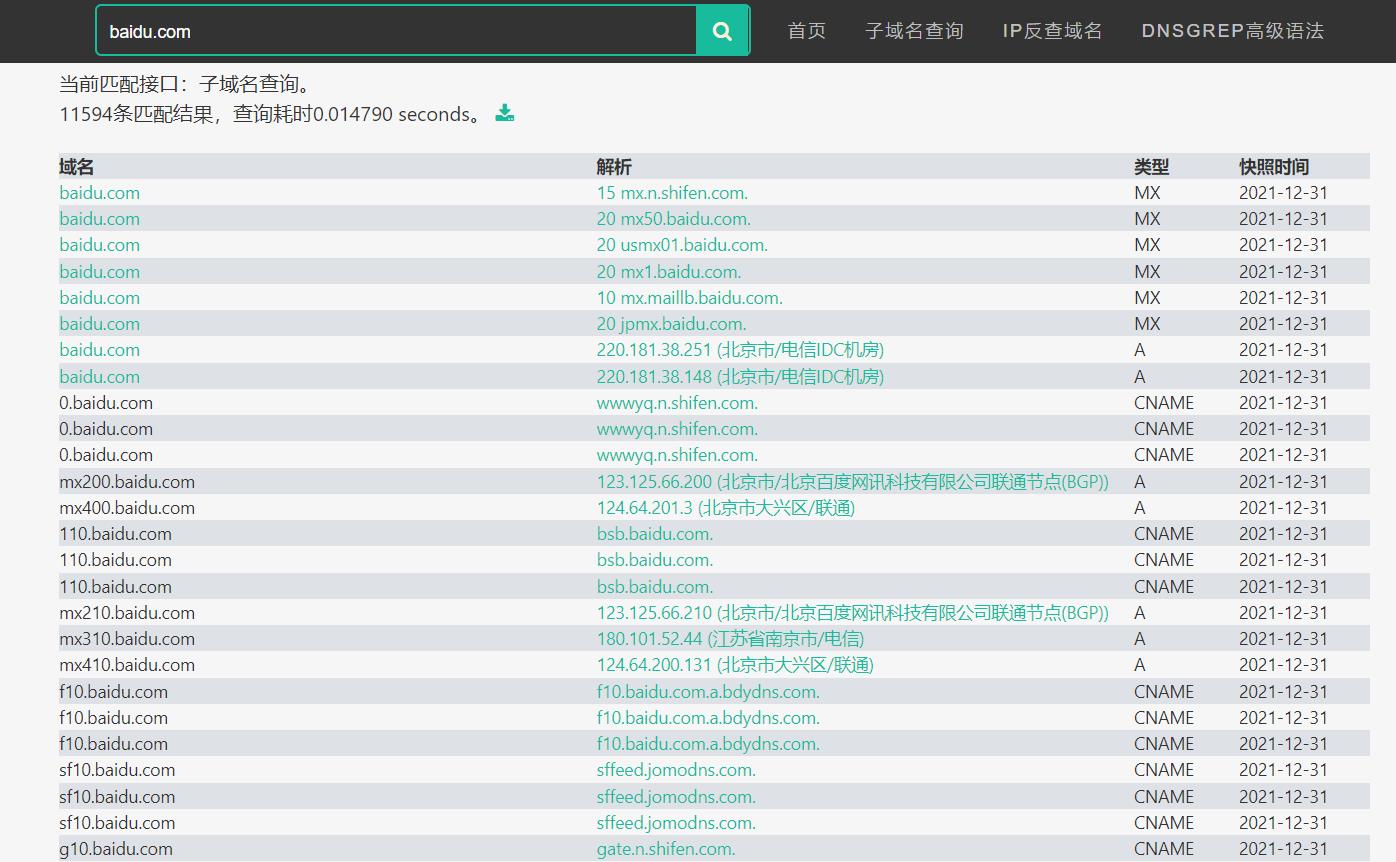 baidu.com 首页 子域名查询 IP反查域名 DNSGREP高级语法
当前匹配接口：子域名查询。
11594条匹配结果，查询耗时0.014790 seconds。
域名 解析 类型 快照时间
baidu.com 15 mx.n.shifen.com. MX 2021-12-31
baidu.com 20 mx50.baidu.com. MX 2021-12-31
baidu.com 20 usmx01.baidu.com. MX 2021-12-31
baidu.com 20 mx1.baidu.com. MX 2021-12-31
baidu.com 10 mx.maillb.baidu.com. MX 2021-12-31
baidu.com 20 jpmx.baidu.com. MX 2021-12-31
baidu.com 220.181.38.251 (北京市/电信IDC机房) A 2021-12-31
baidu.com 220.181.38.148 (北京市/电信IDC机房) A 2021-12-31
0.baidu.com wwwyq.n.shifen.com. CNAME 2021-12-31
0.baidu.com wwwyq.n.shifen.com. CNAME 2021-12-31
0.baidu.com wwwyq.n.shifen.com. CNAME 2021-12-31
mx200.baidu.com 123.125.66.200 (北京市/北京百度网讯科技有限公司联通节点(BGP)) A 2021-12-31
mx400.baidu.com 124.64.201.3 (北京市大兴区/联通) A 2021-12-31
110.baidu.com bsb.baidu.com. CNAME 2021-12-31
110.baidu.com bsb.baidu.com. CNAME 2021-12-31
110.baidu.com bsb.baidu.com. CNAME 2021-12-31
mx210.baidu.com 123.125.66.210 (北京市/北京百度网讯科技有限公司联通节点(BGP)) A 2021-12-31
mx310.baidu.com 180.101.52.44 (江苏省南京市/电信) A 2021-12-31
mx410.baidu.com 124.64.200.131 (北京市大兴区/联通) A 2021-12-31
f10.baidu.com f10.baidu.com.a.bdydns.com. CNAME 2021-12-31
f10.baidu.com f10.baidu.com.a.bdydns.com. CNAME 2021-12-31
f10.baidu.com f10.baidu.com.a.bdydns.com. CNAME 2021-12-31
sf10.baidu.com sffeed.jomodns.com. CNAME 2021-12-31
sf10.baidu.com sffeed.jomodns.com. CNAME 2021-12-31
sf10.baidu.com sffeed.jomodns.com. CNAME 2021-12-31
g10.baidu.com gate.n.shifen.com. CNAME 2021-12-31